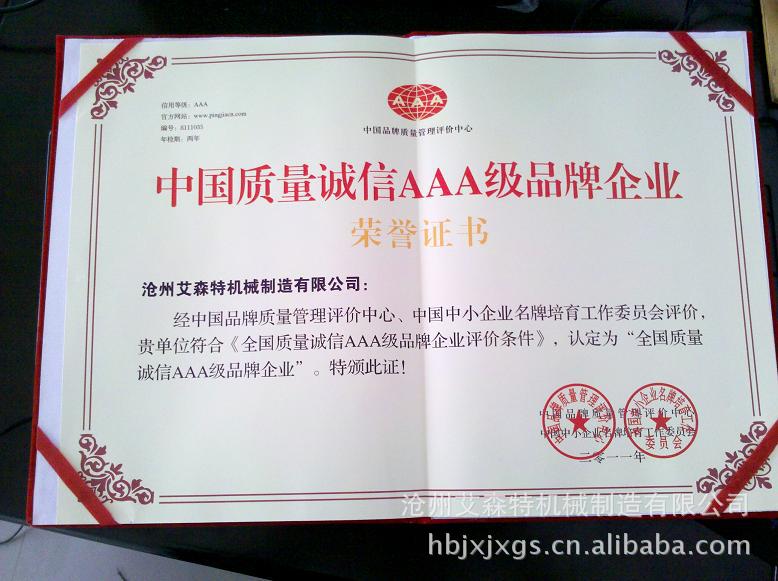 信用等级：AAA
官方网站：www.pingjiacn.com
编号：8111035
年检期：两年
AAA
中国品牌质量管理评价中心
中国质量诚信AAA级品牌企业
荣誉证书
沧州艾森特机械制造有限公司：
经中国品牌质量管理评价中心、中国中小企业名牌培育工作委员会评价，
贵单位符合《全国质量诚信AAA级品牌企业评价条件》，认定为“全国质量
诚信AAA级品牌企业”。特颁此证！
中国品牌质量管理评价中心
中国中小企业名牌培育工作委员会
二零一一年
沧州艾森特机械制造有限公司
hbjxjxgs.cn.alibaba.com